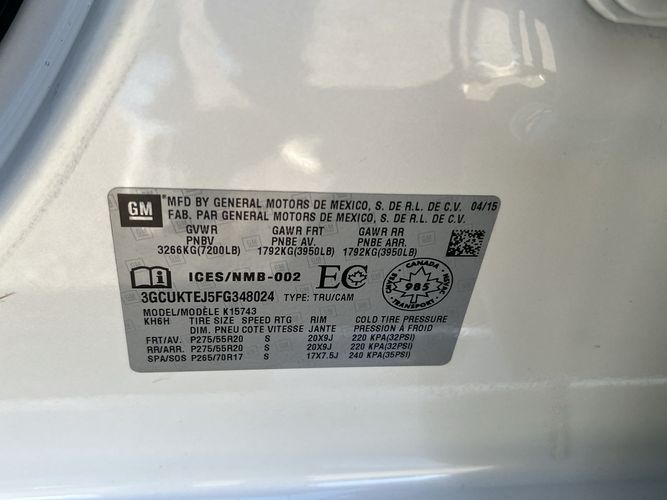 GM
*MFD BY GENERAL MOTORS DE MEXICO, S. DE R.L. DE C.V. 04/15
FAB. PAR GENERAL MOTORS DE MEXICO, S. DE R.L. DE C.V.
GVWR GAWR FRT GAWR RR
PNBV PNBE AV. PNBE ARR.
3266KG(7200LB) 1792KG(3950LB) 1792KG(3950LB)
ICES/NMB-002 EC
CANADA
985
TRANSPORT
3GCUKTEJ5FG348024 TYPE: TRU/CAM
MODEL/MODÈLE K15743
KH6H TIRE SIZE SPEED RTG RIM COLD TIRE PRESSURE
DIM. PNEU COTE VITESSE JANTE PRESSION À FROID
FRT/AV. P275/55R20 S 20X9J 220 KPA(32PSI)
RR/ARR. P275/55R20 S 20X9J 220 KPA(32PSI)
SPA/SOS P265/70R17 S 17X7.5J 240 KPA(35PSI)